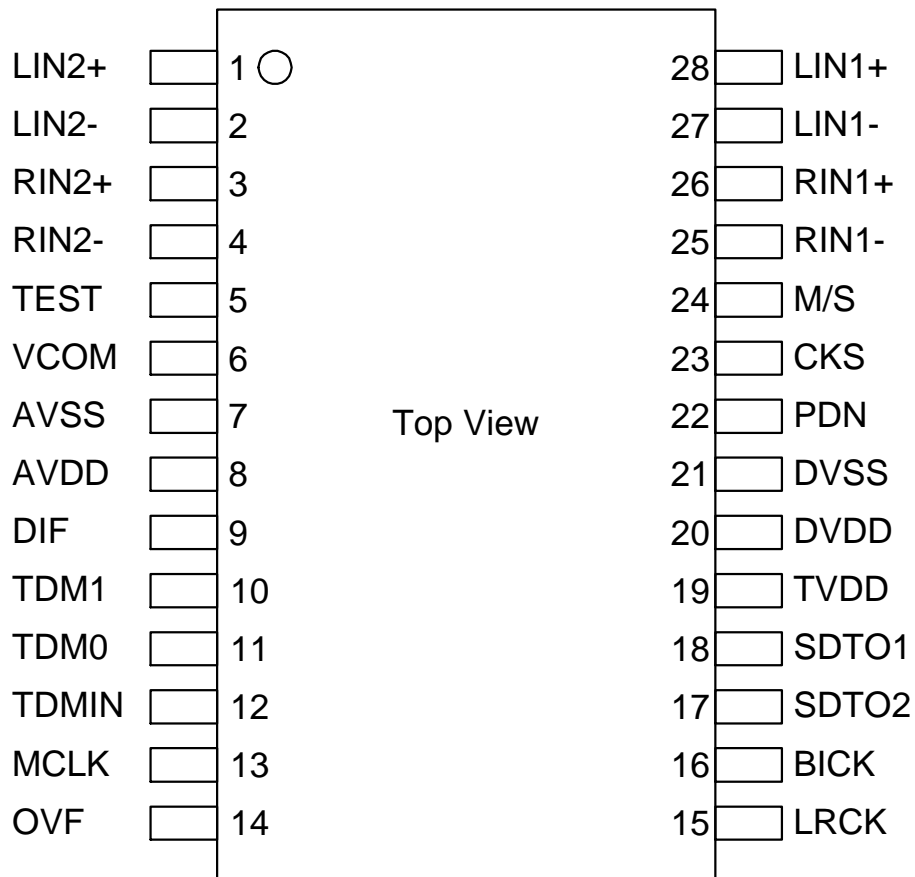 LIN2+ 1 28 LIN1+
LIN2- 2 27 LIN1-
RIN2+ 3 26 RIN1+
RIN2- 4 25 RIN1-
TEST 5 24 M/S
VCOM 6 23 CKS
AVSS 7 Top View 22 PDN
AVDD 8 21 DVSS
DIF 9 20 DVDD
TDM1 10 19 TVDD
TDM0 11 18 SDTO1
TDMIN 12 17 SDTO2
MCLK 13 16 BICK
OVF 14 15 LRCK